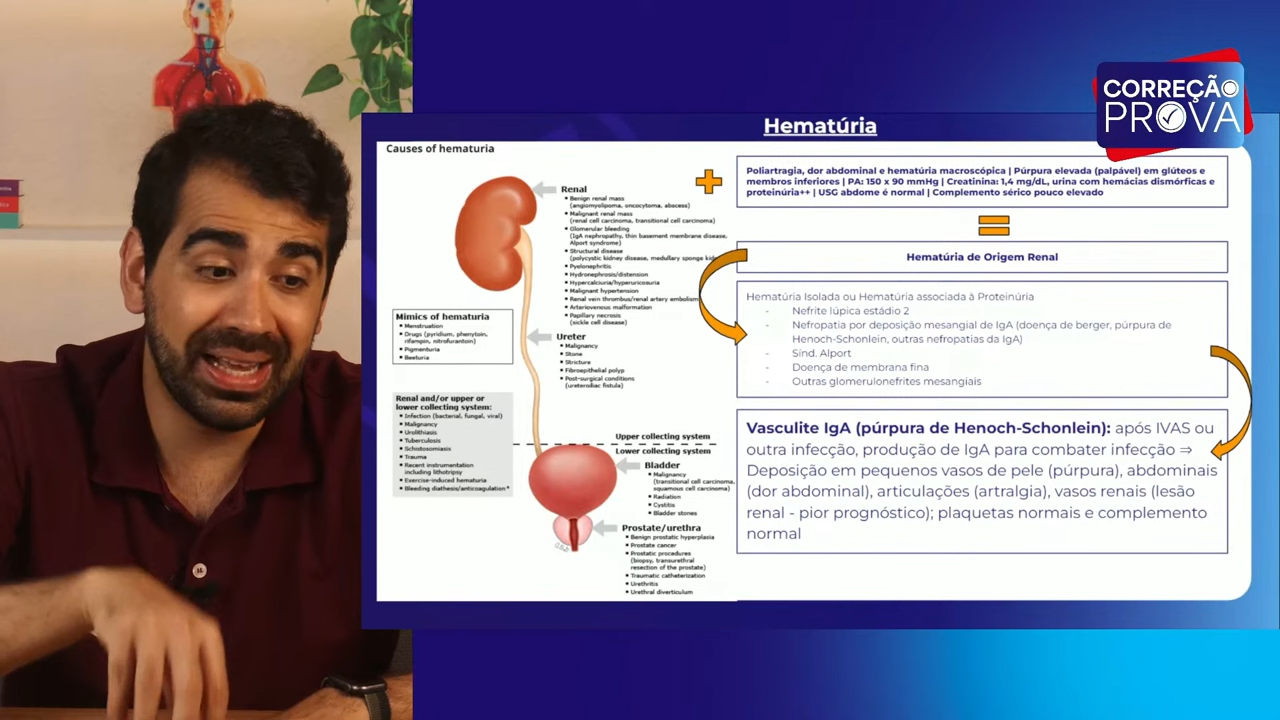 CORREÇÃO
PROVA
Hematúria
Causes of hematuria
Renal
• Benign renal mass
(angiomyolipoma, oncocytoma, abscess)
• Malignant renal mass
(renal cell carcinoma, transitional cell carcinoma)
• Glomerular bleeding
(IgA nephropathy, thin basement membrane disease,
Alport syndrome)
• Structural disease
(polycystic kidney disease, medullary sponge
• Pyelonephritis
• Hydronephrosis/distension
• Hypercalciuria/hyperuricosuria
• Malignant hypertension
• Renal vein thrombus/renal artery embolism
• Arteriovenous malformation
• Papillary necrosis
(sickle cell disease)
Mimics of hematuria
• Menstruation
• Drugs (pyridium, phenytoin,
rifampin, nitrofurantoin)
• Pigmenturia
• Beeturia
Ureter
• Malignancy
• Stone
• Stricture
• Fibroepithelial polyp
• Post-surgical conditions
(ureteroiliac fistula)
Renal and/or upper or
lower collecting system:
• Infection (bacterial, fungal, viral)
• Malignancy
• Urolithiasis
• Tuberculosis
• Schistosomiasis
• Trauma
• Recent instrumentation
including lithotripsy
• Exercise-induced hematuria
• Bleeding diathesis/anticoagulation*
Upper collecting system
Lower collecting system
Bladder
• Malignancy
(transitional cell carcinoma,
squamous cell carcinoma)
• Radiation
• Cystitis
• Bladder stones
Prostate/urethra
• Benign prostatic hyperplasia
• Prostate cancer
• Prostatic procedures
(biopsy, transurethral
resection of the prostate)
• Traumatic catheterization
• Urethritis
• Urethral diverticulum
Poliartragia, dor abdominal e hematúria macroscópica | Púrpura elevada (palpável) em glúteos e
membros inferiores | PA: 150 x 90 mmHg | Creatinina: 1,4 mg/dL, urina com hemácias dismórficas e
proteinúria++ | USG abdome é normal | Complemento sérico pouco elevado
Hematúria de Origem Renal
Hematúria Isolada ou Hematúria associada à Proteinúria
- Nefrite lúpica estádio 2
- Nefropatia por deposição mesangial de IgA (doença de berger, púrpura de
Henoch-Schonlein, outras nefropatias da IgA)
- Sínd. Alport
- Doença de membrana fina
- Outras glomerulonefrites mesangiais
Vasculite IgA (púrpura de Henoch-Schonlein): após IVAS ou
outra infecção, produção de IgA para combater infecção ⇒
Deposição em pequenos vasos de pele (púrpura), abdominais
(dor abdominal), articulações (artralgia), vasos renais (lesão
renal - pior prognóstico); plaquetas normais e complemento
normal